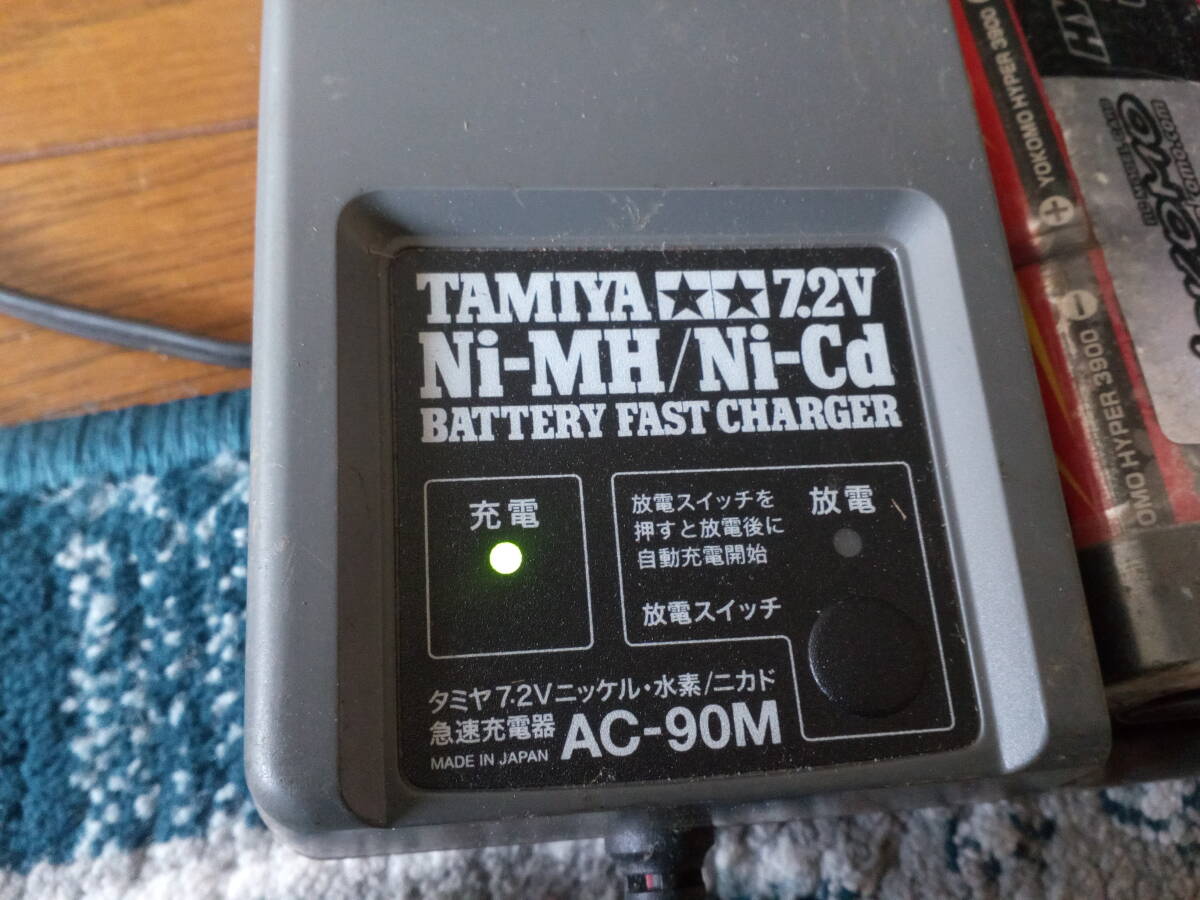 TAMIYA 7.2V
Ni-MH/Ni-Cd
BATTERY FAST CHARGER
充電
放電スイッチを
押すと放電後に
自動充電開始
放電
放電スイッチ
タミヤ7.2Vニッケル・水素/ニカド
急速充電器 AC-90M
MADE IN JAPAN
YOKOMO HYPER 3900
OMO HYPER 3900